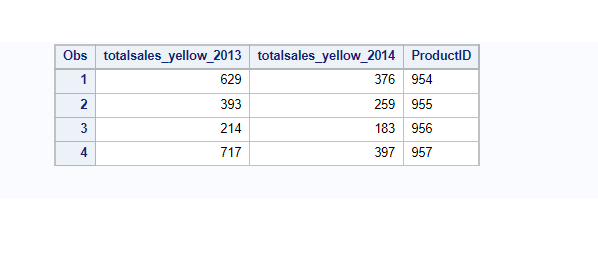 Obs totalsales_yellow_2013 totalsales_yellow_2014 ProductID
1 629 376 954
2 393 259 955
3 214 183 956
4 717 397 957